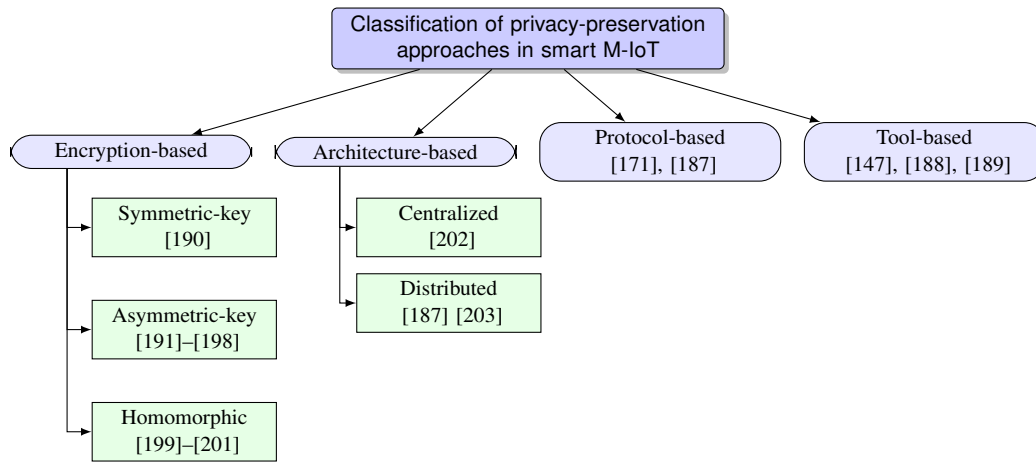 Classification of privacy-preservation
approaches in smart M-IoT
Encryption-based
Architecture-based
Protocol-based
[171], [187]
Tool-based
[147], [188], [189]
Symmetric-key
[190]
Asymmetric-key
[191]–[198]
Homomorphic
[199]–[201]
Centralized
[202]
Distributed
[187] [203]